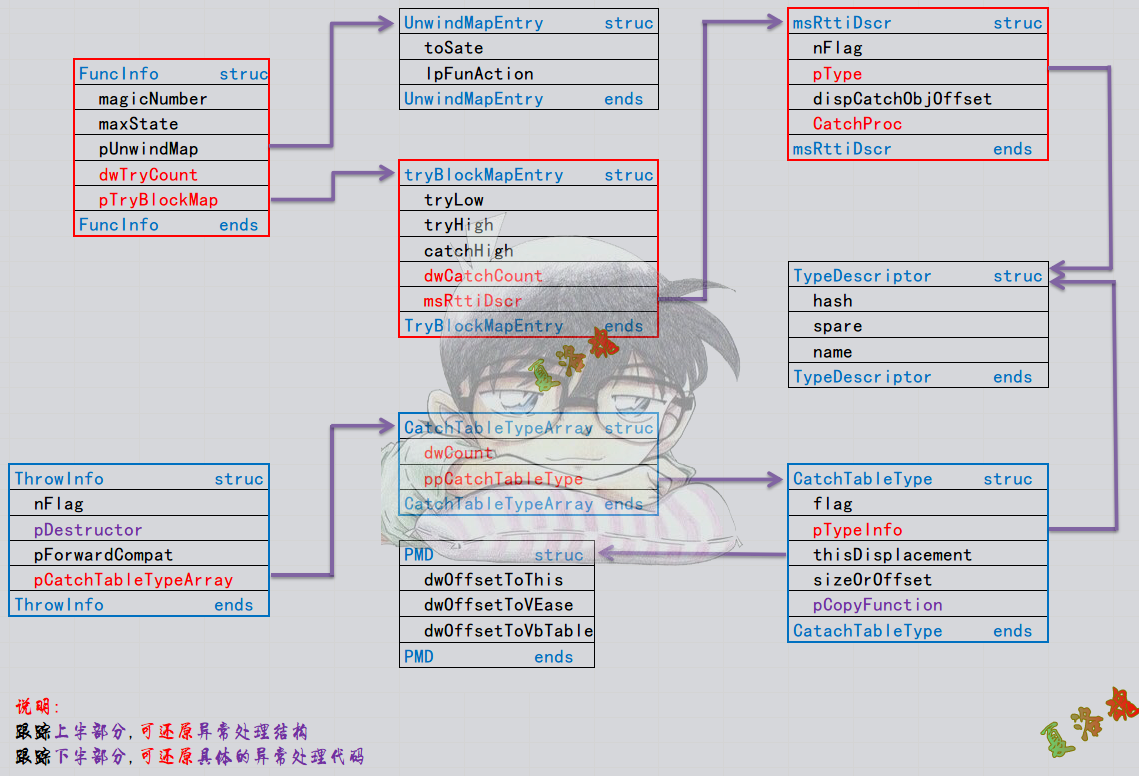 FuncInfo struc
magicNumber
maxState
pUnwindMap
dwTryCount
pTryBlockMap
FuncInfo ends
UnwindMapEntry struc
toSate
lpFunAction
UnwindMapEntry ends
msRttiDscr struc
nFlag
pType
dispCatchObjOffset
CatchProc
msRttiDscr ends
tryBlockMapEntry struc
tryLow
tryHigh
catchHigh
dwCatchCount
msRttiDscr
TryBlockMapEntry ends
TypeDescriptor struc
hash
spare
name
TypeDescriptor ends
ThrowInfo struc
nFlag
pDestructor
pForwardCompat
pCatchTableTypeArray
ThrowInfo ends
CatchTableTypeArray struc
dwCount
ppCatchTableType
CatchTableTypeArray ends
CatchTableType struc
flag
pTypeInfo
thisDisplacement
sizeOrOffset
pCopyFunction
CatachTableType ends
PMD struc
dwOffsetToThis
dwOffsetToVEase
dwOffsetToVbTable
PMD ends
说明:
跟踪上半部分,可还原异常处理结构
跟踪下半部分,可还原具体的异常处理代码